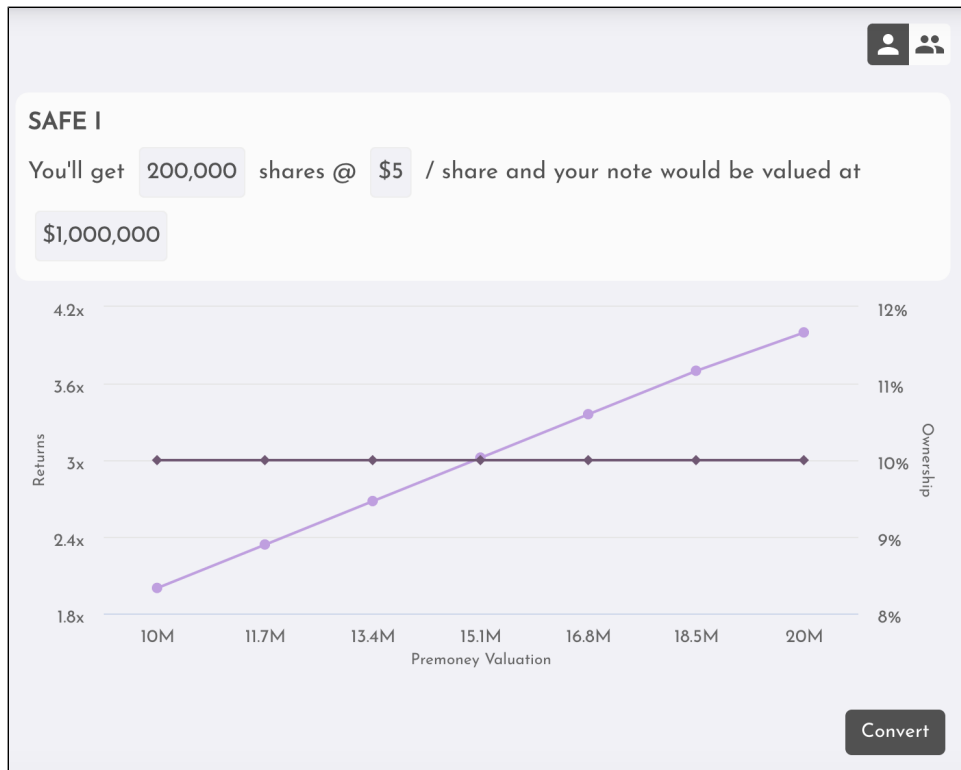 SAFE I
You'll get 200,000 shares @ $5 / share and your note would be valued at
$1,000,000
4.2x
3.6x
3x
2.4x
1.8x
Returns
12%
11%
10%
9%
8%
Ownership
10M 11.7M 13.4M 15.1M 16.8M 18.5M 20M
Premoney Valuation
Convert